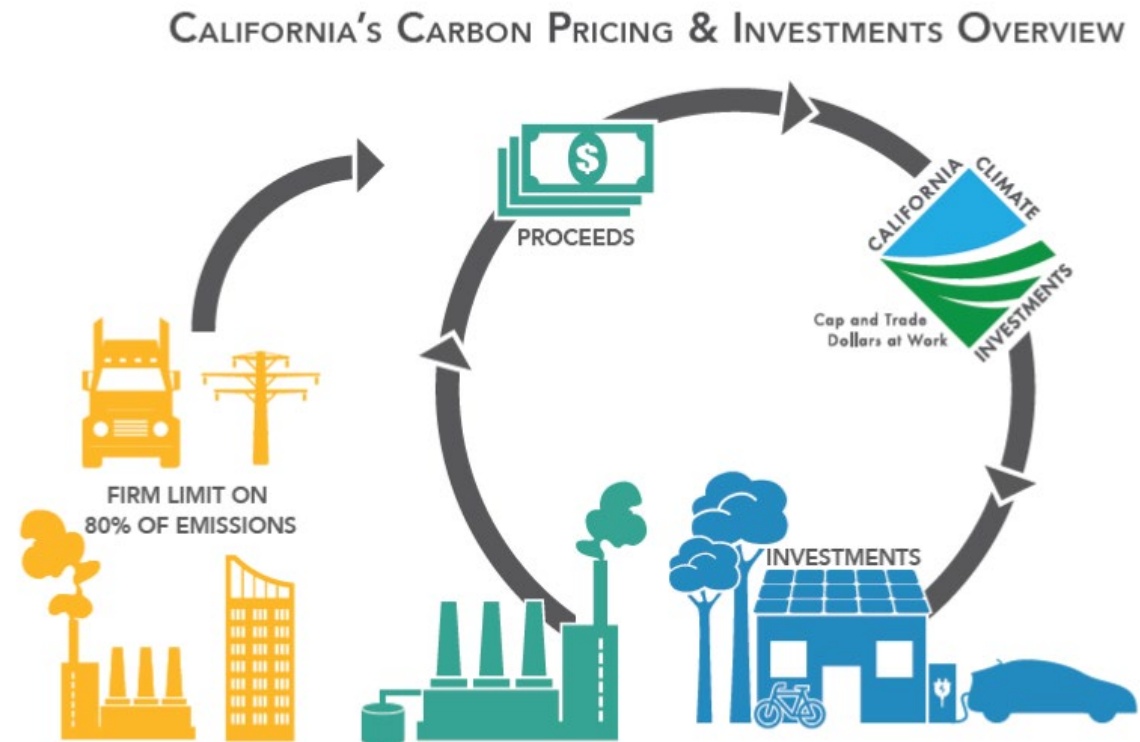 CALIFORNIA'S CARBON PRICING & INVESTMENTS OVERVIEW
$
PROCEEDS
CALIFORNIA
CLIMATE
INVESTMENTS
Cap and Trade
Dollars at Work
FIRM LIMIT ON
80% OF EMISSIONS
INVESTMENTS